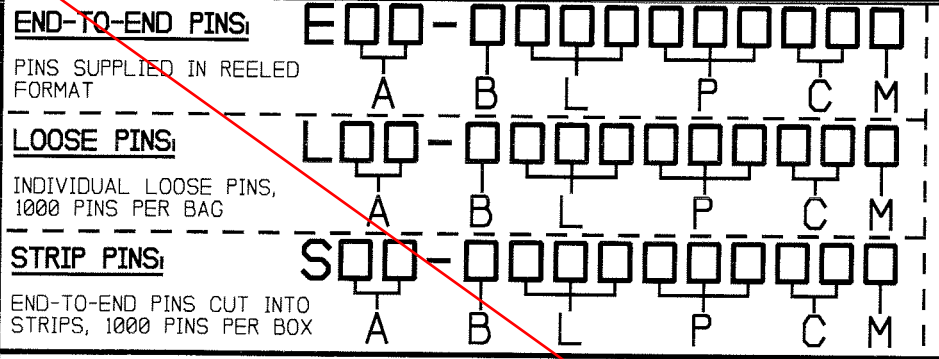 END-TO-END PINS:
E□□-□□□□□□□□□□
PINS SUPPLIED IN REELED
FORMAT
A B L P C M
LOOSE PINS:
L□□-□□□□□□□□□□
INDIVIDUAL LOOSE PINS,
1000 PINS PER BAG
A B L P C M
STRIP PINS:
S□□-□□□□□□□□□□
END-TO-END PINS CUT INTO
STRIPS, 1000 PINS PER BOX
A B L P C M